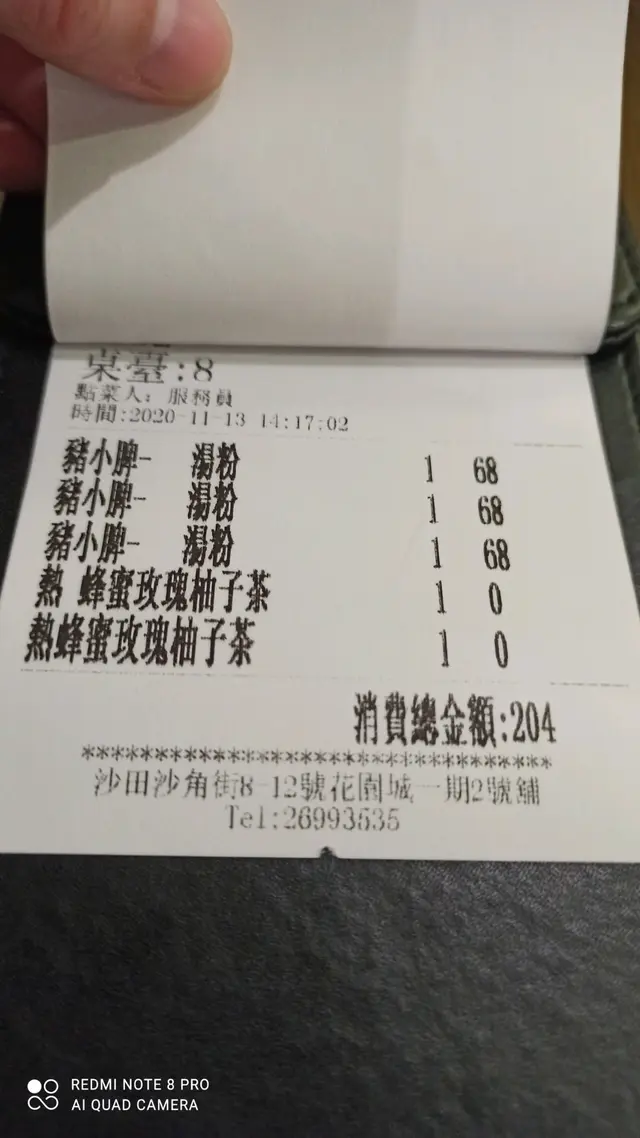 桌臺:8
點菜人: 服務員
時間:2020-11-13 14:17:02
豬小脾- 湯粉 1 68
豬小脾- 湯粉 1 68
豬小脾- 湯粉 1 68
熱 蜂蜜玫瑰柚子茶 1 0
熱蜂蜜玫瑰柚子茶 1 0
消費總金額:204
********************************
沙田沙角街8-12號花園城一期2號舖
Tel:26993535
REDMI NOTE 8 PRO
AI QUAD CAMERA